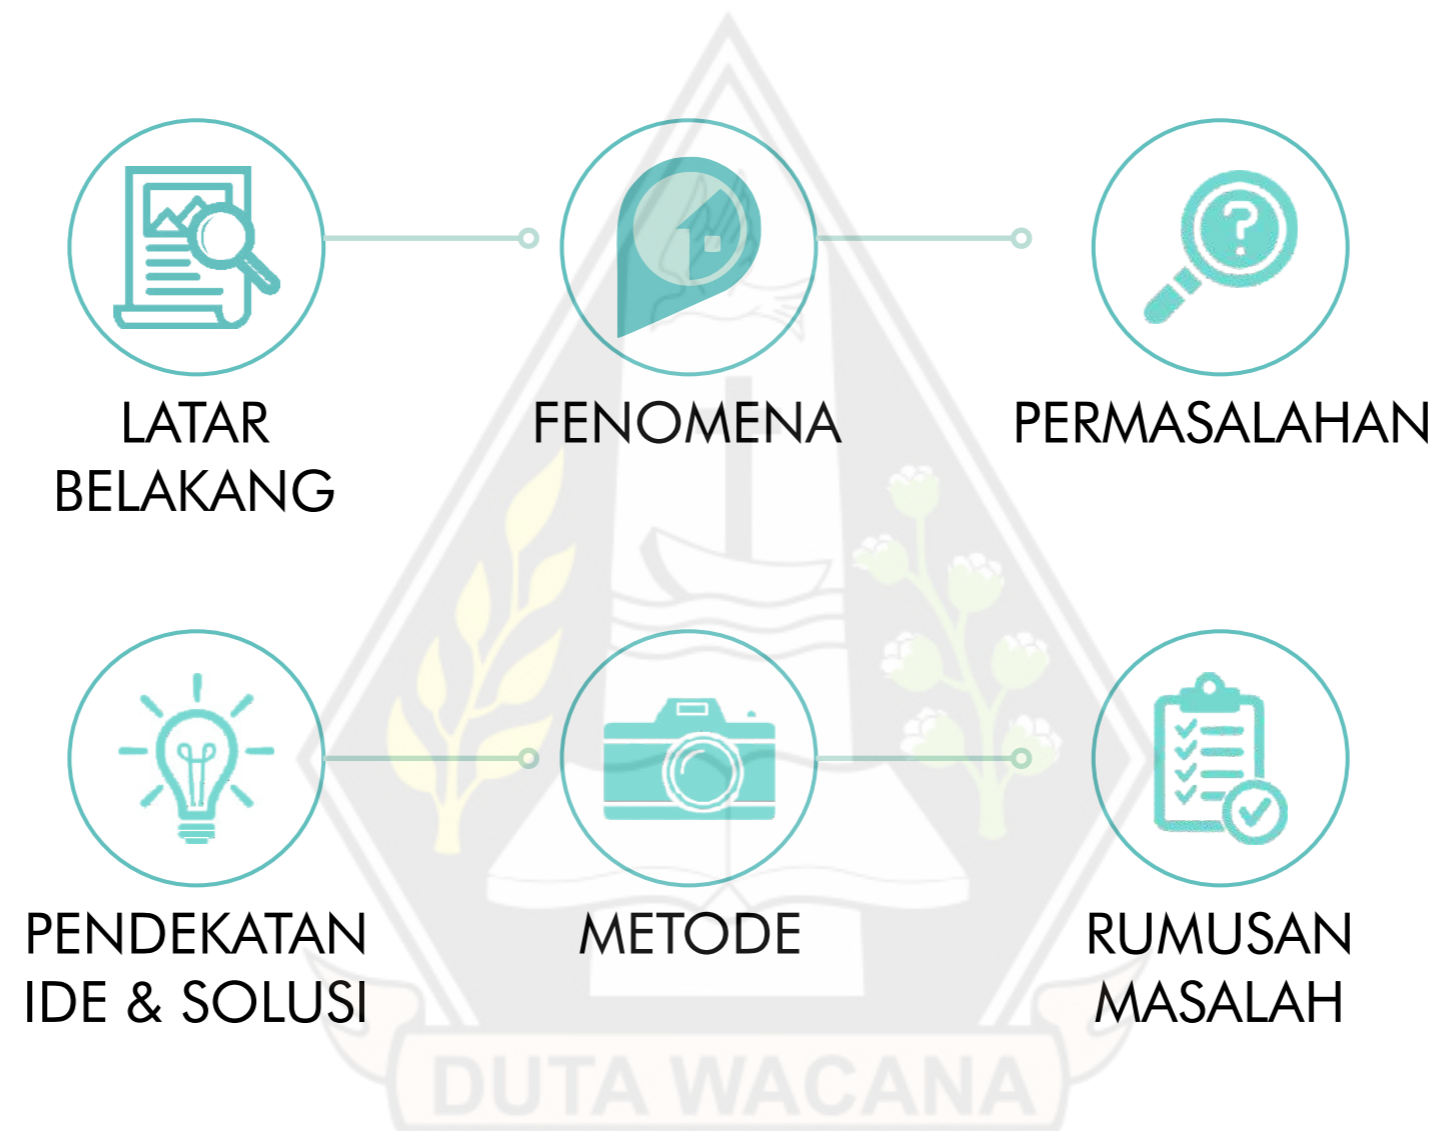 LATAR
BELAKANG
FENOMENA
PERMASALAHAN
?
PENDEKATAN
IDE & SOLUSI
METODE
RUMUSAN
MASALAH
DUTA WACANA